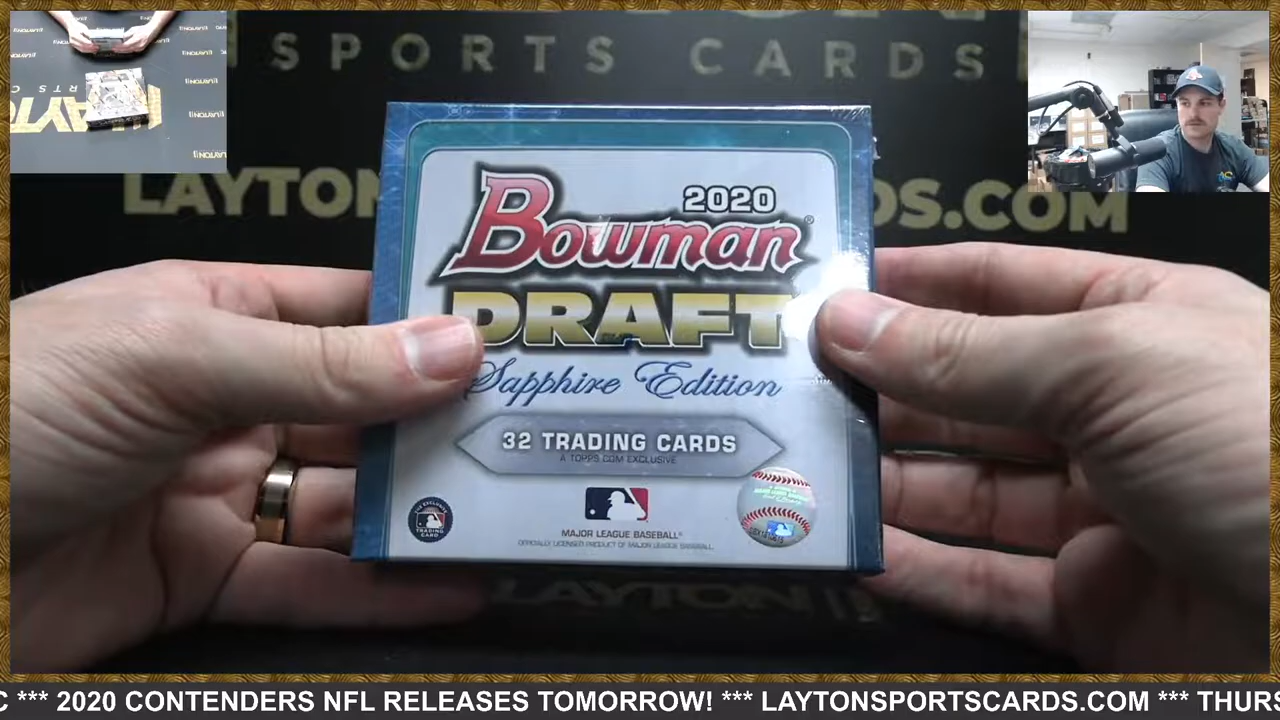 SPORTS CARDS
LAYTON
DS.COM
2020
Bowman®
DRAFT
Sapphire Edition
32 TRADING CARDS
A TOPPS.COM EXCLUSIVE
MAJOR LEAGUE BASEBALL®
OFFICIALLY LICENSED PRODUCT OF MAJOR LEAGUE BASEBALL
LAYTON
C *** 2020 CONTENDERS NFL RELEASES TOMORROW! *** LAYTONSPORTSCARDS.COM *** THURS